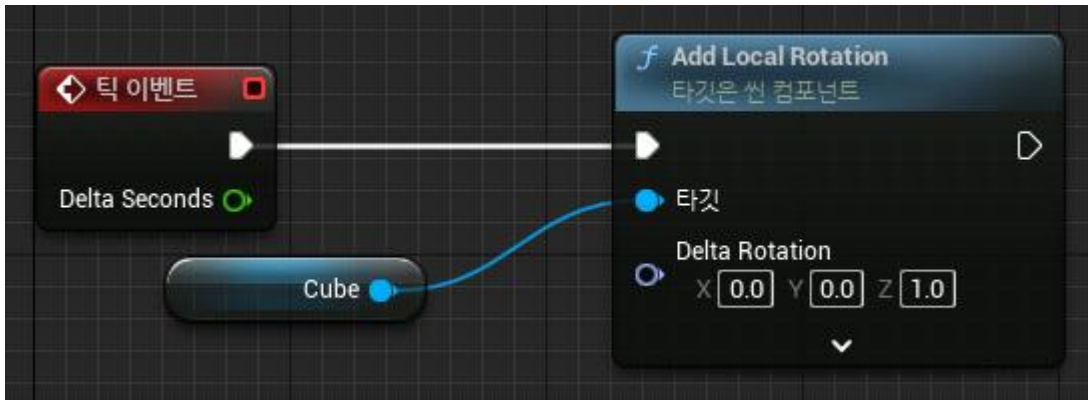 틱 이벤트
Delta Seconds
Cube
f Add Local Rotation
타깃은 씬 컴포넌트
타깃
Delta Rotation
X 0.0 Y 0.0 Z 1.0